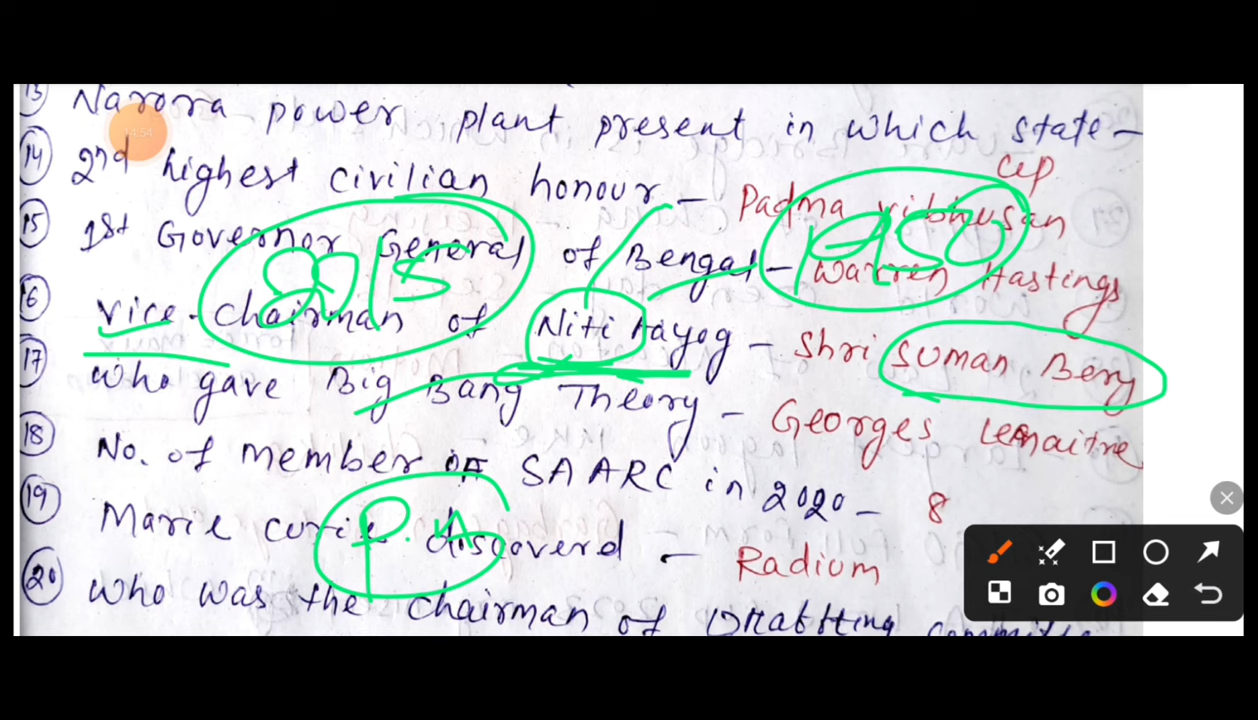 13 Narora power plant present in which state -
UP
14 2nd highest civilian honour - Padma vibhusan
15 1st Governor General of Bengal - Warren Hastings
16 vice-chairman of Niti Aayog - Shri Suman Bery
17 who gave Big Bang Theory - Georges Lemaitre
18 No. of member of SAARC in 2020 - 8
19 Marie curie discoverd - Radium
20 who was the chairman of Drafting committe
14:54
2015
1950
P.A